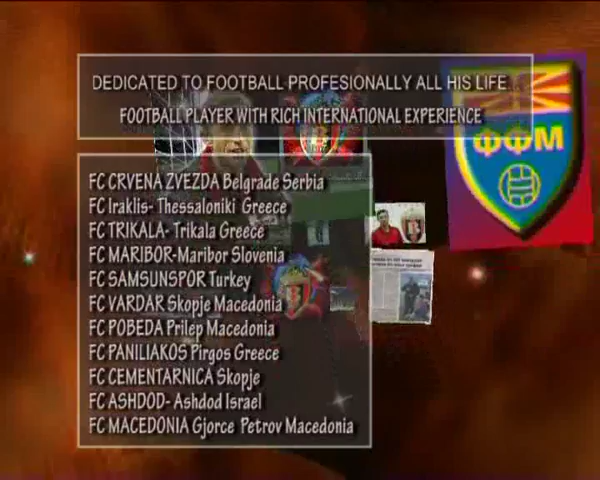 DEDICATED TO FOOTBALL PROFESIONALLY ALL HIS LIFE
FOOTBALL PLAYER WITH RICH INTERNATIONAL EXPERIENCE
ФФМ
FC CRVENA ZVEZDA Belgrade Serbia
FC Iraklis- Thessaloniki Greece
FC TRIKALA- Trikala Greece
FC MARIBOR-Maribor Slovenia
FC SAMSUNSPOR Turkey
FC VARDAR Skopje Macedonia
FC POBEDA Prilep Macedonia
FC PANILIAKOS Pirgos Greece
FC CEMENTARNICA Skopje
FC ASHDOD- Ashdod Israel
FC MACEDONIA Gjorce Petrov Macedonia